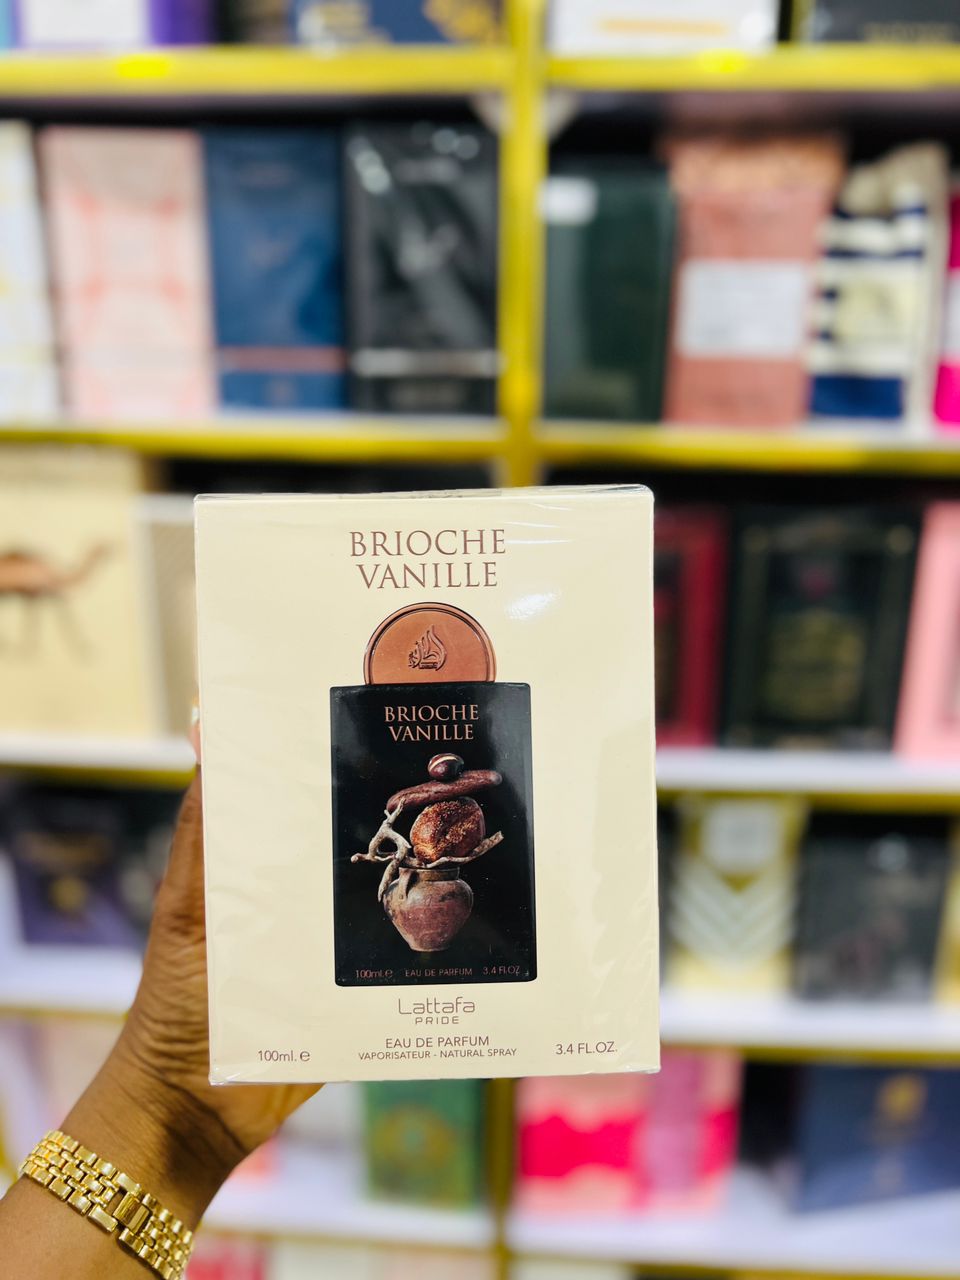 BRIOCHE
VANILLE
BRIOCHE
VANILLE
100ml.e EAU DE PARFUM 3.4 Fl.OZ.
Lattafa
PRIDE
EAU DE PARFUM
VAPORISATEUR - NATURAL SPRAY
100ml. e
3.4 FL.OZ.